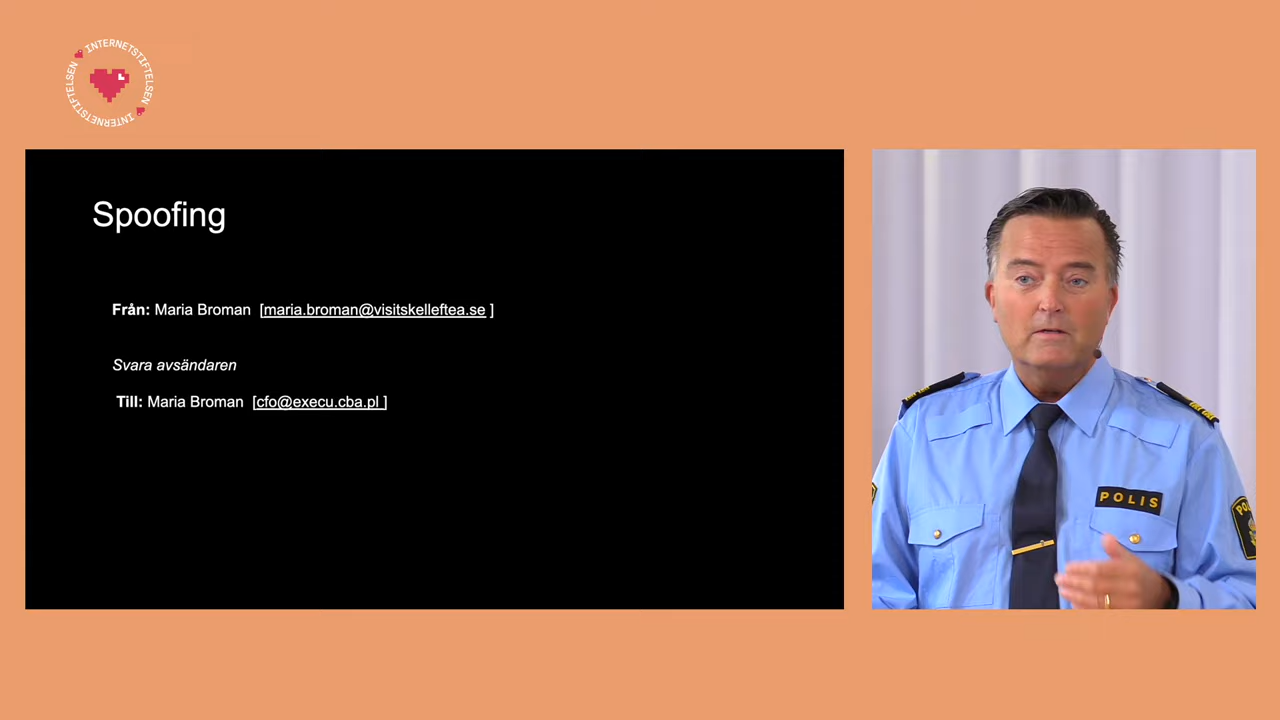 INTERNETSTIFTELSEN
INTERNETSTIFTELSEN
Spoofing
Från: Maria Broman [maria.broman@visitskelleftea.se ]
Svara avsändaren
Till: Maria Broman [cfo@execu.cba.pl ]
POLIS